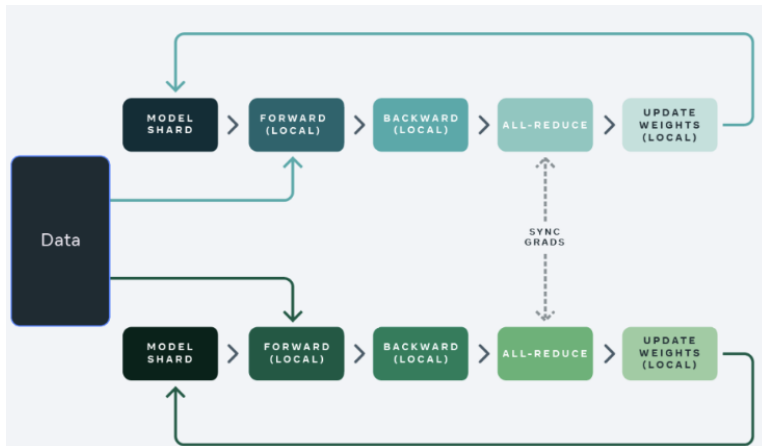 MODEL
SHARD
FORWARD
(LOCAL)
BACKWARD
(LOCAL)
ALL-REDUCE
UPDATE
WEIGHTS
(LOCAL)
Data
SYNC
GRADS
MODEL
SHARD
FORWARD
(LOCAL)
BACKWARD
(LOCAL)
ALL-REDUCE
UPDATE
WEIGHTS
(LOCAL)